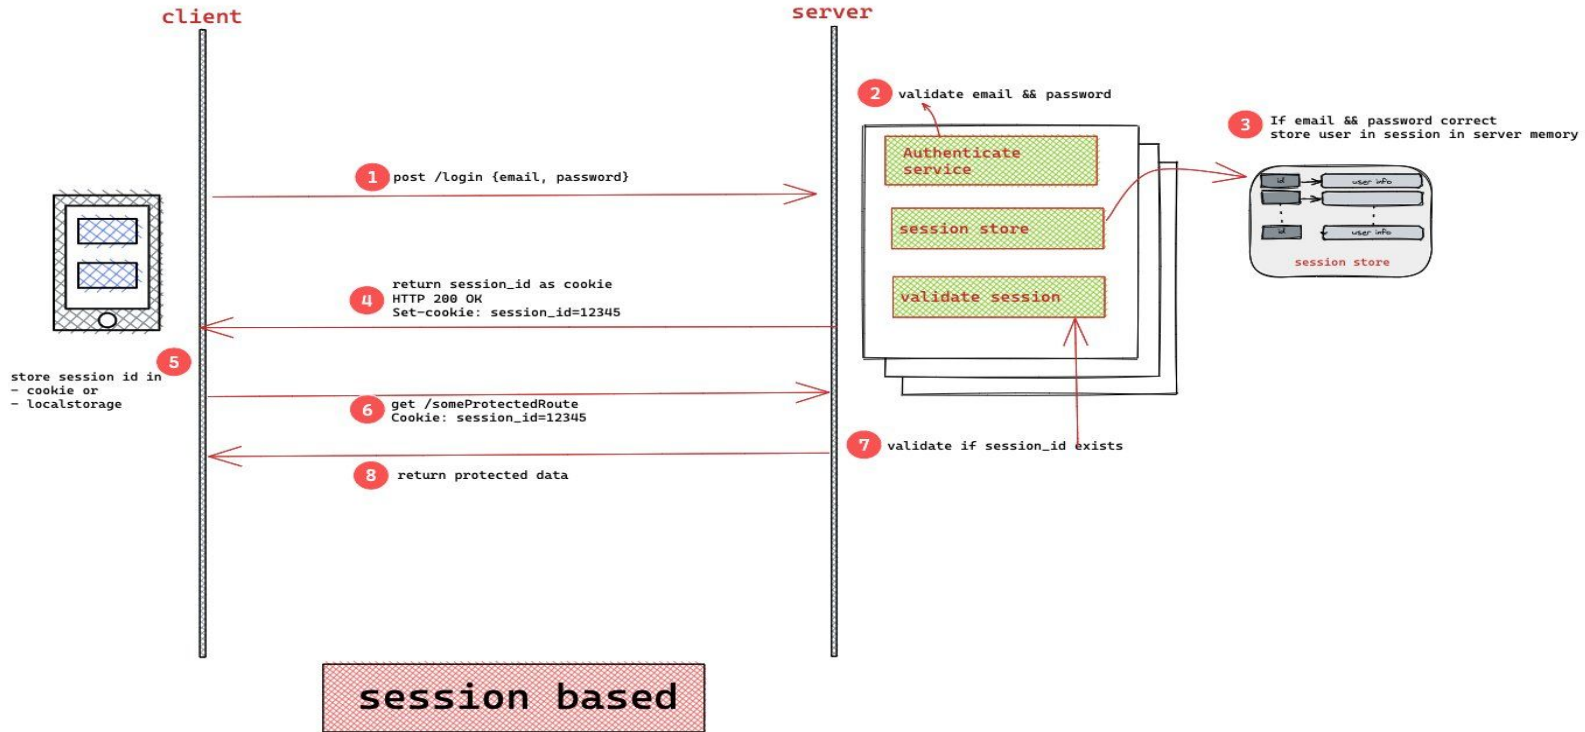 client
server
1
post /login {email, password}
2
validate email && password
Authenticate
service
session store
validate session
3
If email && password correct
store user in session in server memory
id
user info
id
user info
session store
4
return session_id as cookie
HTTP 200 OK
Set-cookie: session_id=12345
5
store session id in
- cookie or
- localstorage
6
get /someProtectedRoute
Cookie: session_id=12345
7
validate if session_id exists
8
return protected data
session based